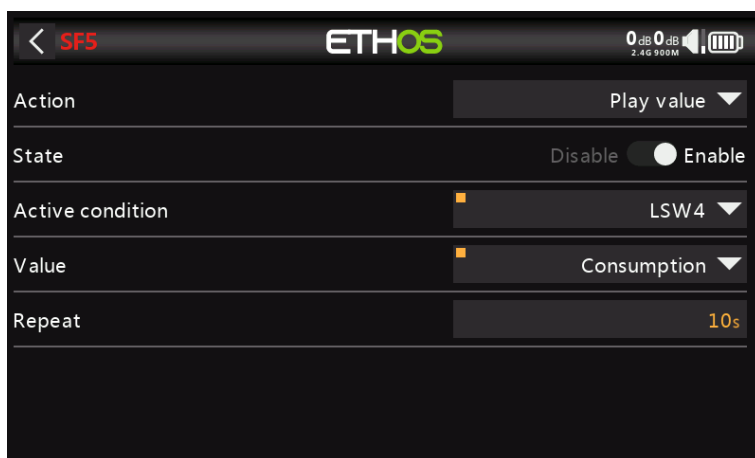 SF5 ETHOS 0dB 0dB
2.4G 900M
Action Play value
State Disable Enable
Active condition LSW4
Value Consumption
Repeat 10s